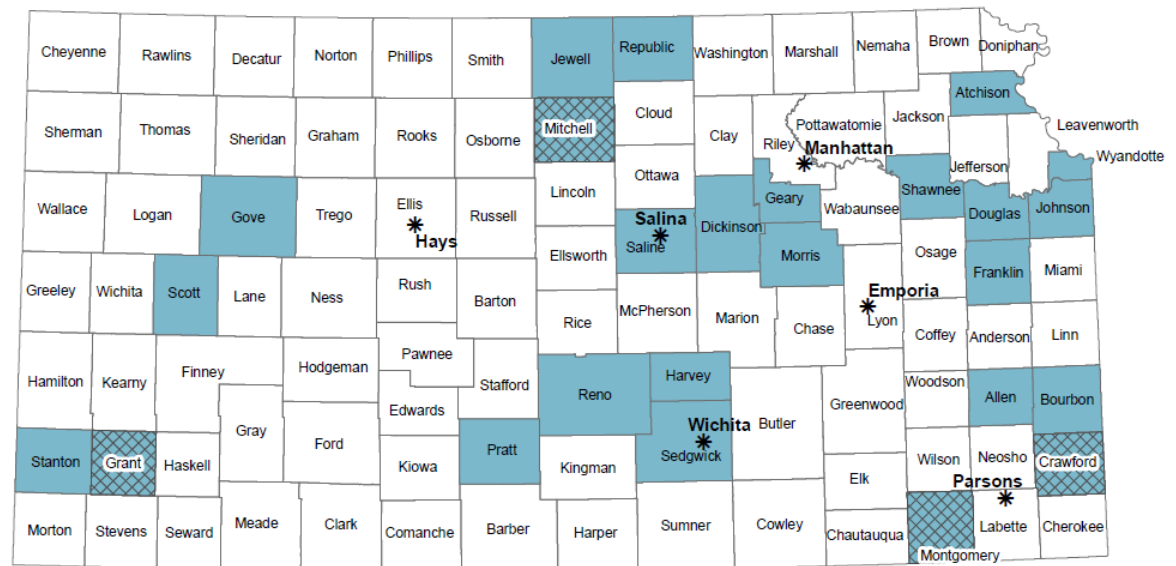 Cheyenne
Rawlins
Decatur
Norton
Phillips
Smith
Jewell
Republic
Washington
Marshall
Nemaha
Brown
Doniphan
Atchison
Sherman
Thomas
Sheridan
Graham
Rooks
Osborne
Mitchell
Cloud
Clay
Riley
Pottawatomie
Jackson
Leavenworth
Manhattan
Jefferson
Wyandotte
Wallace
Logan
Gove
Trego
Ellis
Hays
Russell
Lincoln
Ottawa
Salina
Saline
Dickinson
Geary
Wabaunsee
Shawnee
Douglas
Johnson
Greeley
Wichita
Scott
Lane
Ness
Rush
Barton
Ellsworth
Rice
McPherson
Marion
Morris
Chase
Emporia
Lyon
Osage
Franklin
Miami
Coffey
Anderson
Linn
Hamilton
Kearny
Finney
Hodgeman
Pawnee
Stafford
Edwards
Reno
Harvey
Wichita
Sedgwick
Butler
Greenwood
Woodson
Allen
Bourbon
Stanton
Grant
Haskell
Gray
Ford
Kiowa
Pratt
Kingman
Elk
Wilson
Neosho
Crawford
Parsons
Morton
Stevens
Seward
Meade
Clark
Comanche
Barber
Harper
Sumner
Cowley
Chautauqua
Montgomery
Labette
Cherokee